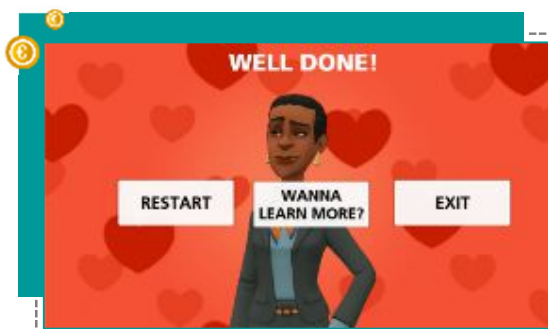 WELL DONE!
RESTART
WANNA
LEARN MORE?
EXIT